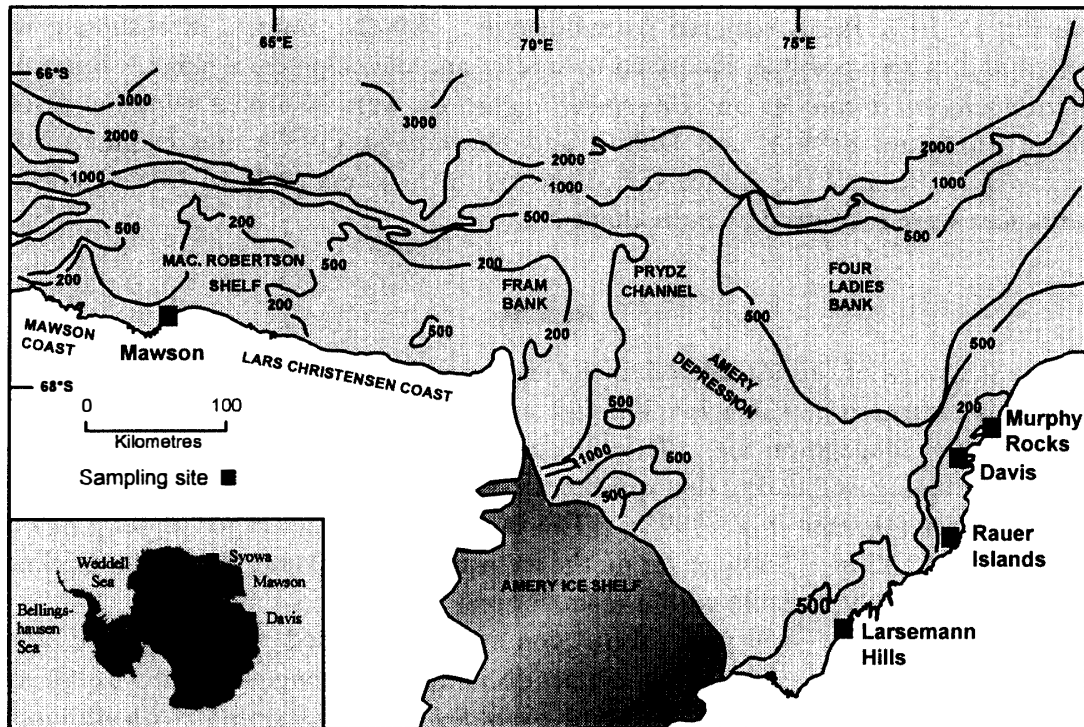 65°E
70°E
75°E
66°S
3000
3000
2000
2000
2000
1000
1000
1000
500
500
500
200
200
500
200
MAC. ROBERTSON
SHELF
200
500
200
FRAM
BANK
PRYDZ
CHANNEL
FOUR
LADIES
BANK
500
200
500
500
MAWSON
COAST
Mawson
LARS CHRISTENSEN COAST
AMERY
DEPRESSION
68°S
0
100
Kilometres
Sampling site
500
1000
500
500
200
Murphy
Rocks
Davis
Rauer
Islands
AMERY ICE SHELF
500
Larsemann
Hills
Weddell
Sea
Syowa
Mawson
Bellings-
hausen
Sea
Davis